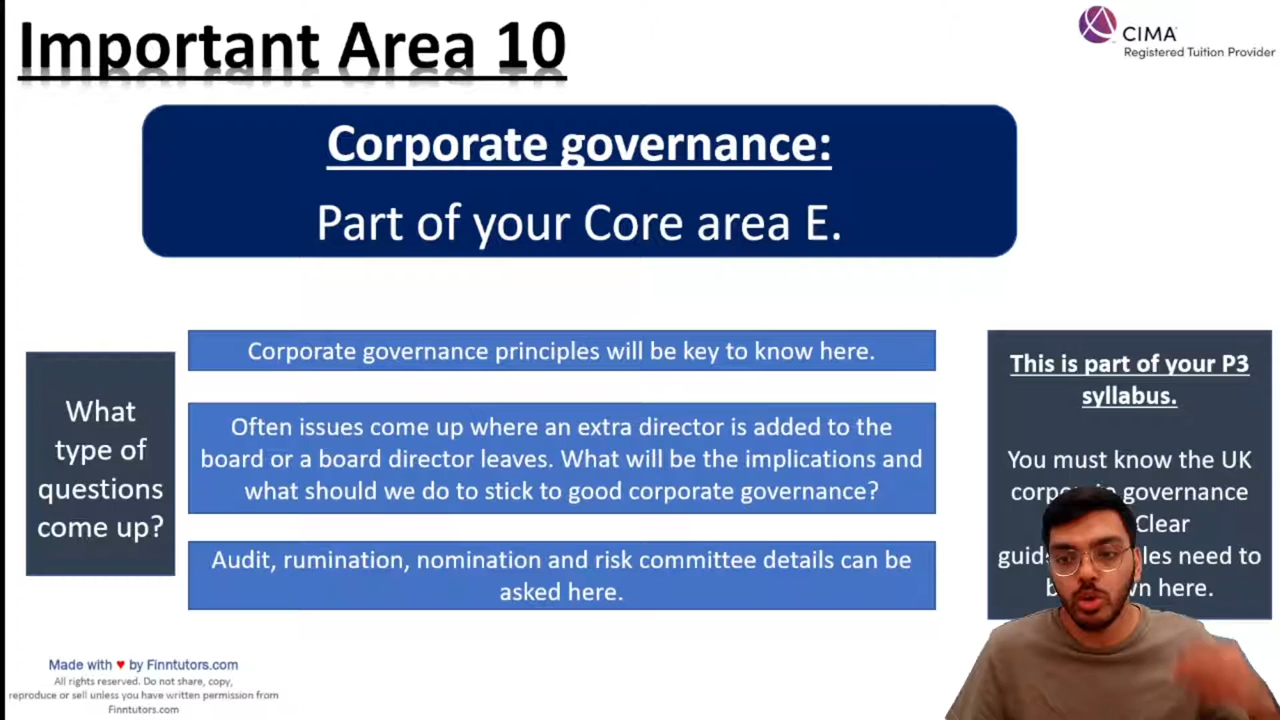 Important Area 10
CIMA
Registered Tuition Provider
Corporate governance:
Part of your Core area E.
What
type of
questions
come up?
Corporate governance principles will be key to know here.
Often issues come up where an extra director is added to the
board or a board director leaves. What will be the implications and
what should we do to stick to good corporate governance?
Audit, rumination, nomination and risk committee details can be
asked here.
This is part of your P3
syllabus.
You must know the UK
governance
Clear
need to
here.
Made with ♥ by Finntutors.com
All rights reserved. Do not share, copy,
reproduce or sell unless you have written permission from
Finntutors.com